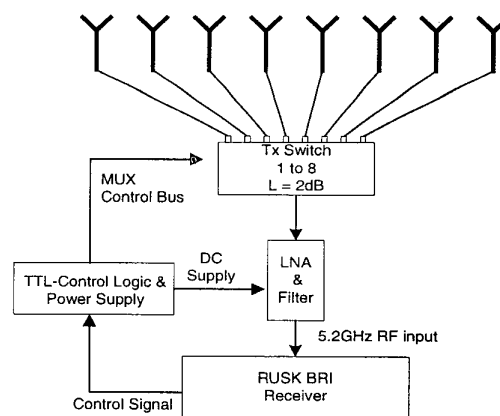 Tx Switch
1 to 8
L = 2dB
MUX
Control Bus
DC
Supply
LNA
&
Filter
TTL-Control Logic &
Power Supply
5.2GHz RF input
RUSK BRI
Receiver
Control Signal